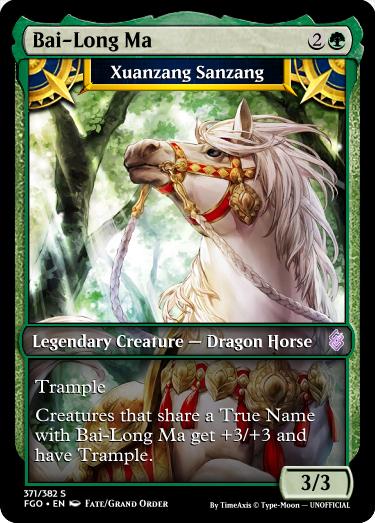 Bai-Long Ma 2
Xuanzang Sanzang
Legendary Creature — Dragon Horse
Trample
Creatures that share a True Name
with Bai-Long Ma get +3/+3 and
have Trample.
3/3
371/382 S
FGO • EN Fate/Grand Order
By TimeAxis © Type-Moon — UNOFFICIAL